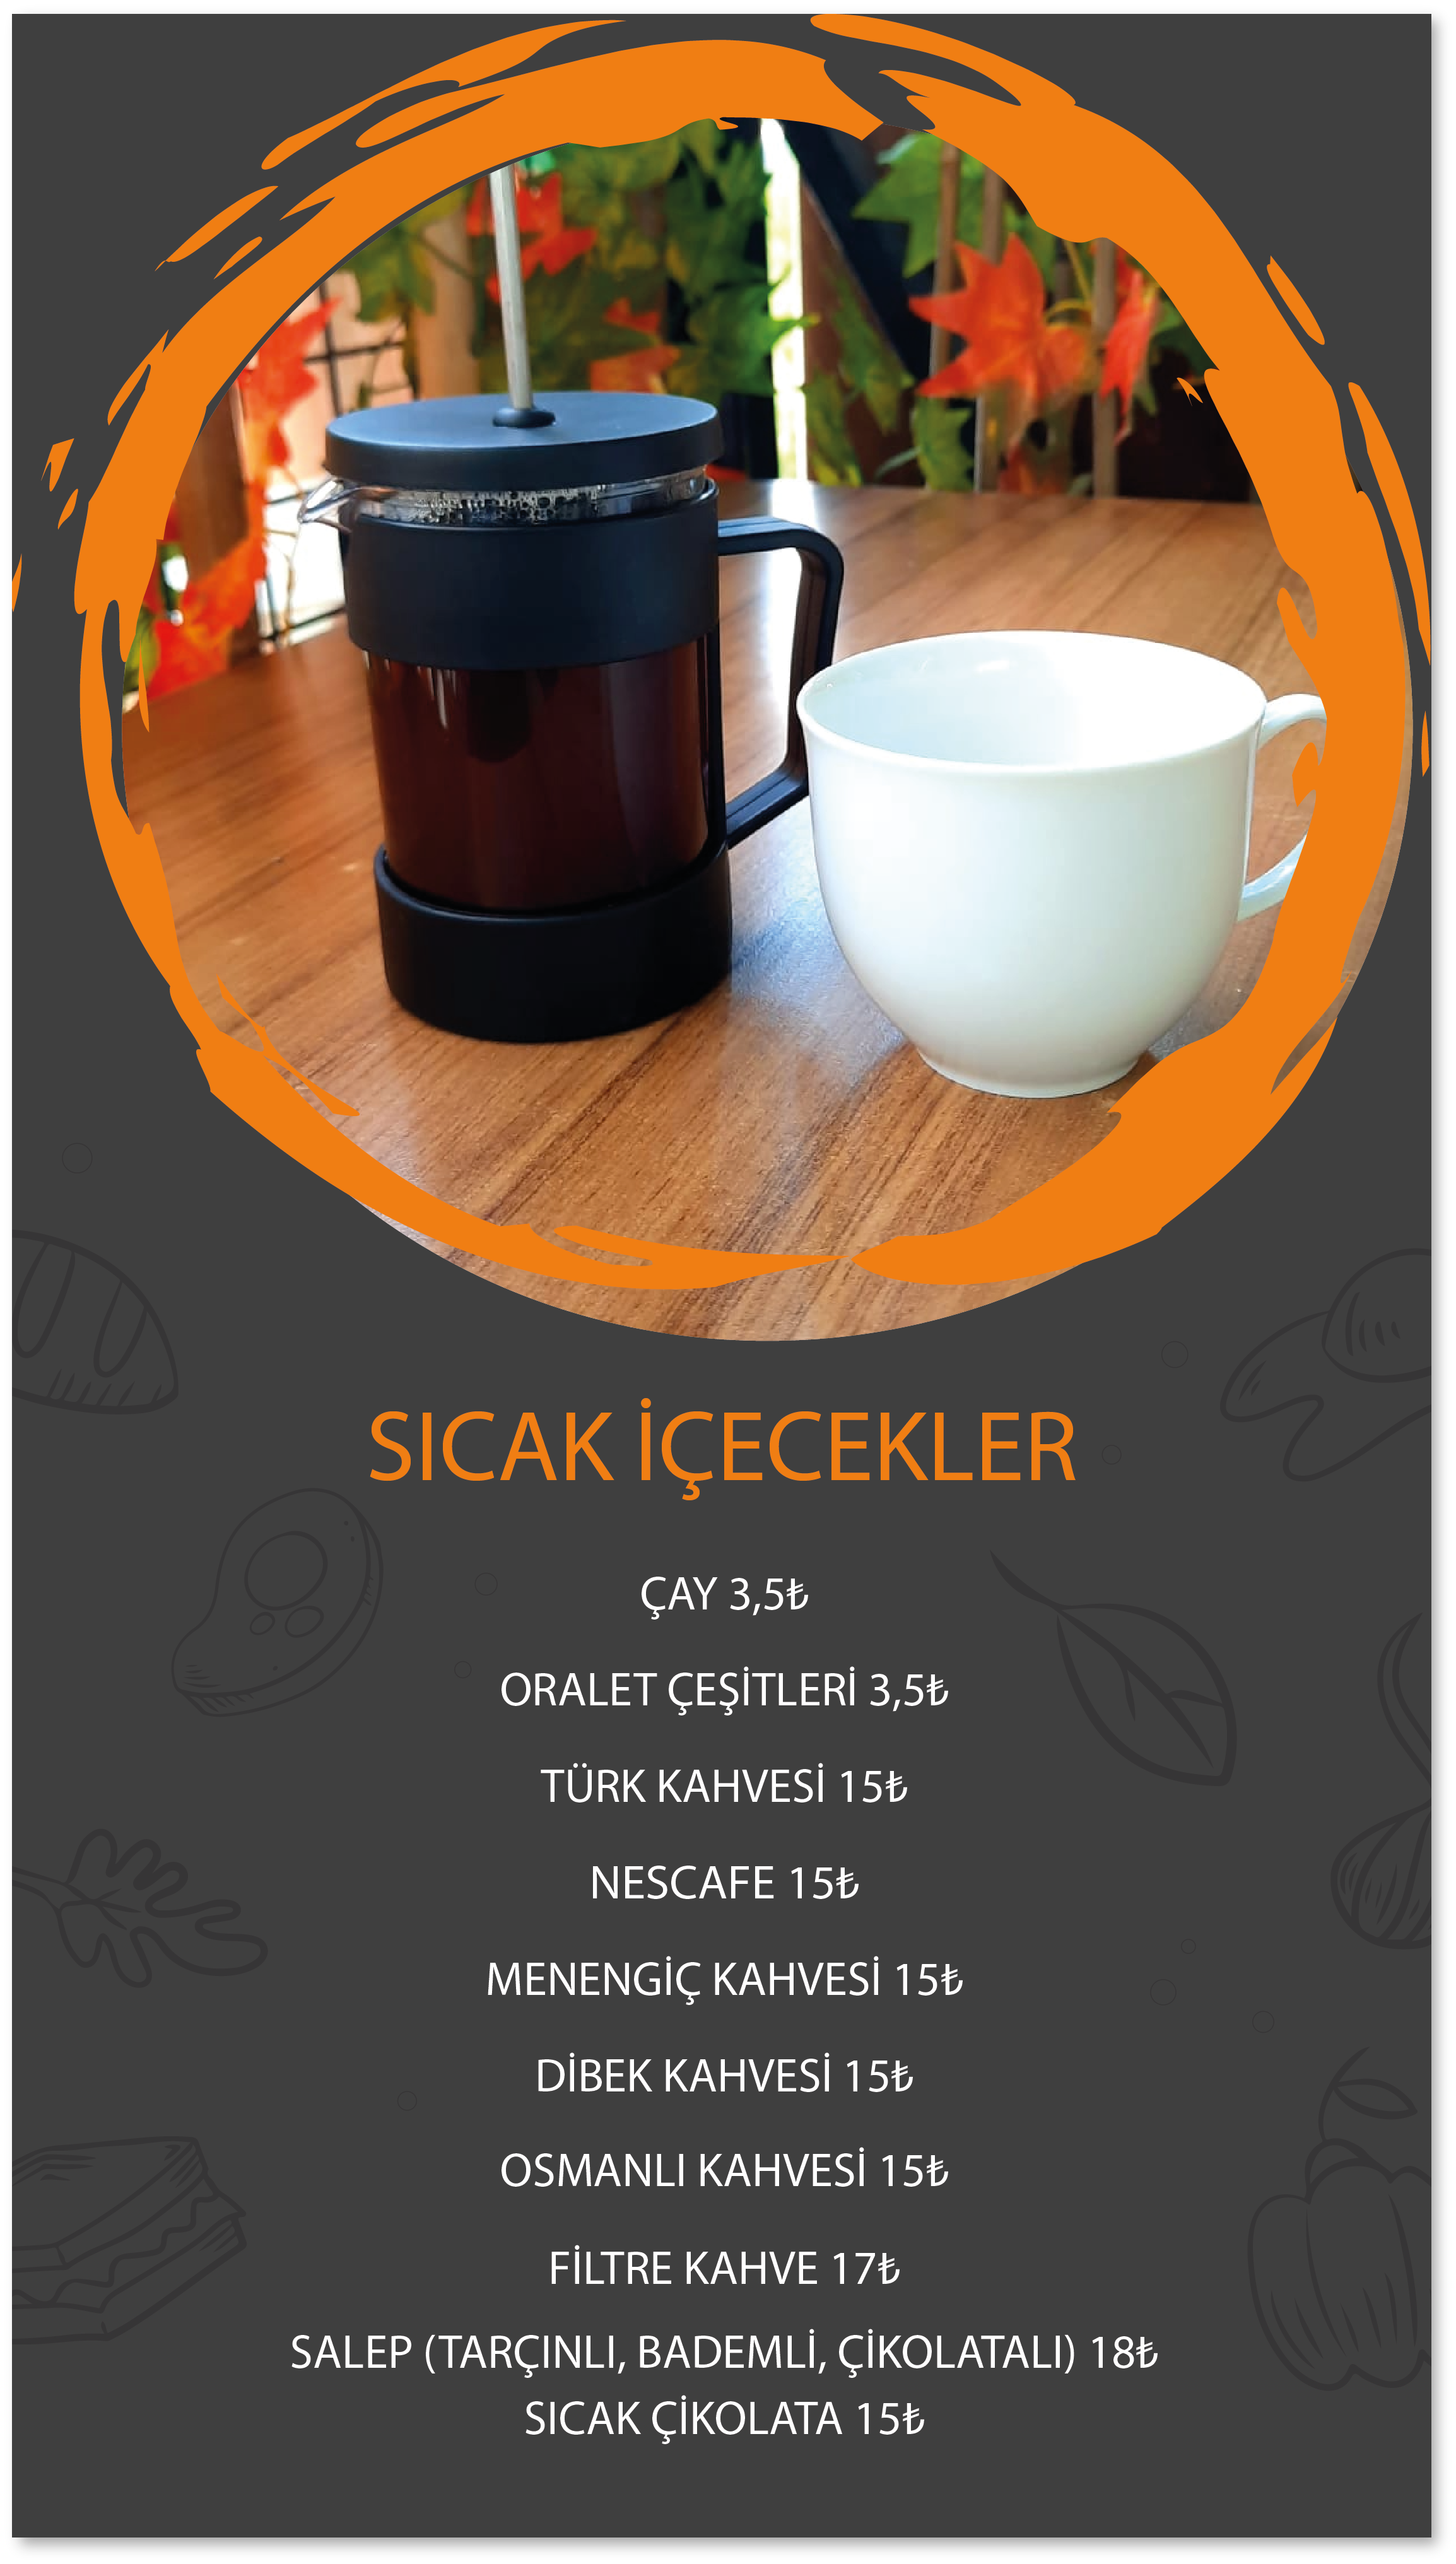 SICAK İÇECEKLER
ÇAY 3,5₺
ORALET ÇEŞİTLERİ 3,5₺
TÜRK KAHVESİ 15₺
NESCAFE 15₺
MENENGİÇ KAHVESİ 15₺
DİBEK KAHVESİ 15₺
OSMANLI KAHVESİ 15₺
FİLTRE KAHVE 17₺
SALEP (TARÇINLI, BADEMLİ, ÇİKOLATALI) 18₺
SICAK ÇİKOLATA 15₺